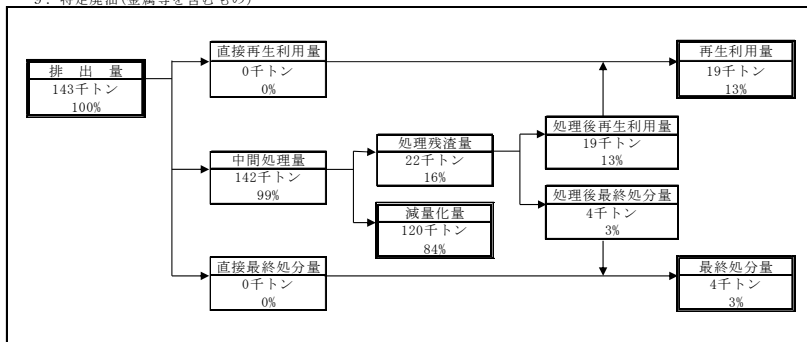 直接再生利用量
0千トン
0%
再生利用量
19千トン
13%
排 出 量
143千トン
100%
中間処理量
142千トン
99%
処理残渣量
22千トン
16%
処理後再生利用量
19千トン
13%
減量化量
120千トン
84%
処理後最終処分量
4千トン
3%
直接最終処分量
0千トン
0%
最終処分量
4千トン
3%